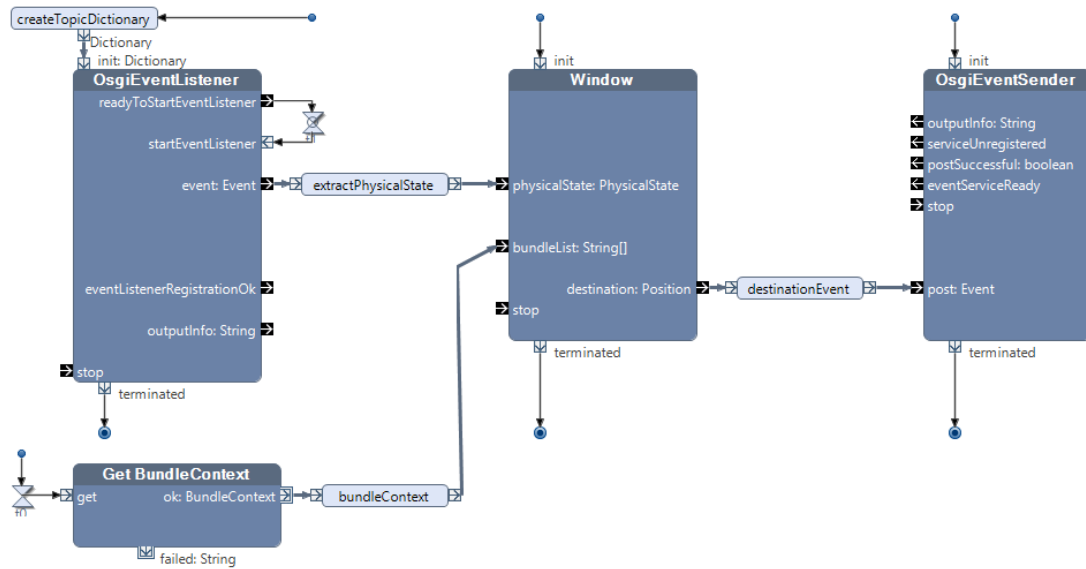 createTopicDictionary
Dictionary
init: Dictionary
OsgiEventListener
readyToStartEventListener
startEventListener
event: Event
eventListenerRegistrationOk
outputInfo: String
stop
terminated
extractPhysicalState
init
Window
physicalState: PhysicalState
bundleList: String[]
destination: Position
stop
terminated
destinationEvent
init
OsgiEventSender
outputInfo: String
serviceUnregistered
postSuccessful: boolean
eventServiceReady
stop
post: Event
terminated
Get BundleContext
get
ok: BundleContext
failed: String
bundleContext